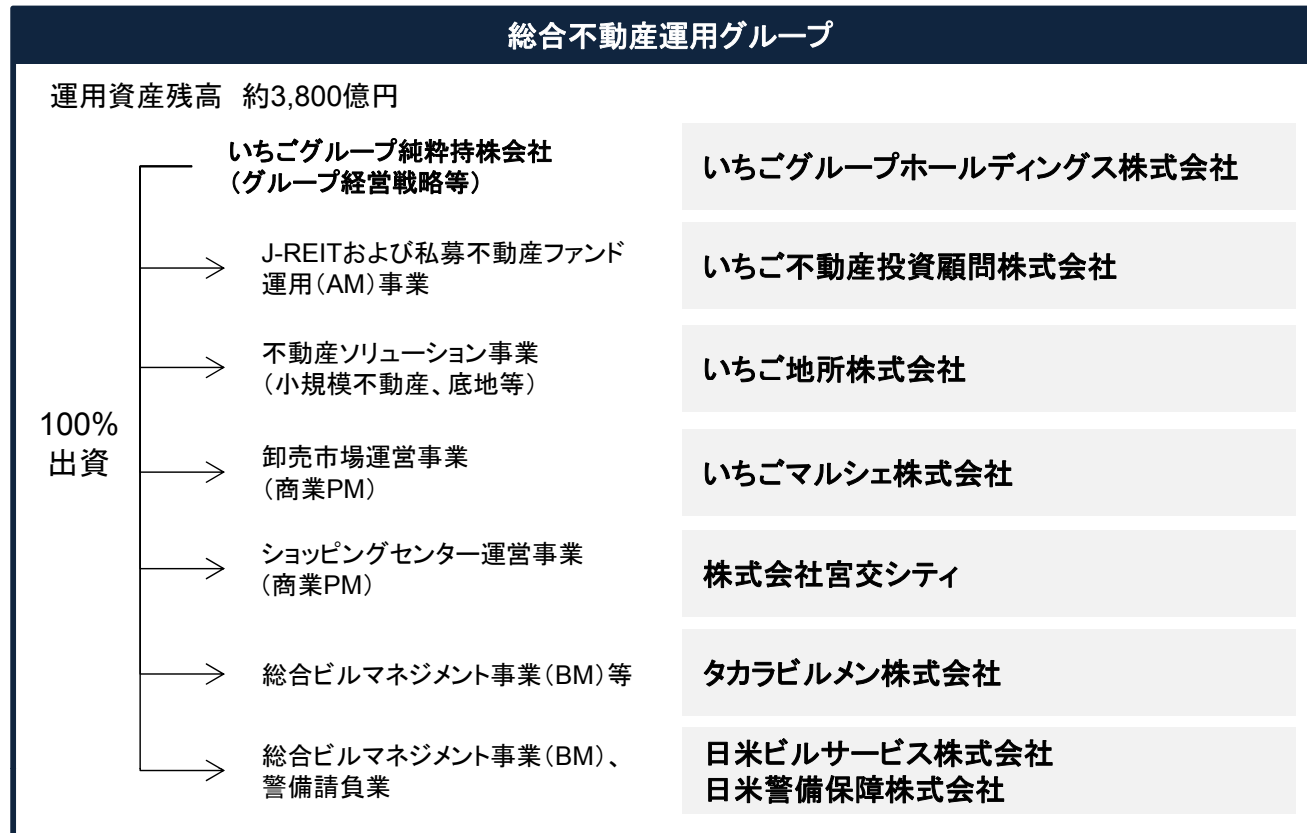 総合不動産運用グループ
運用資産残高 約3,800億円
いちごグループ純粋持株会社
（グループ経営戦略等）
いちごグループホールディングス株式会社
J-REITおよび私募不動産ファンド
運用（AM）事業
いちご不動産投資顧問株式会社
不動産ソリューション事業
（小規模不動産、底地等）
いちご地所株式会社
100%
出資
卸売市場運営事業
（商業PM）
いちごマルシェ株式会社
ショッピングセンター運営事業
（商業PM）
株式会社宮交シティ
総合ビルマネジメント事業（BM）等
タカラビルメン株式会社
総合ビルマネジメント事業（BM）、
警備請負業
日米ビルサービス株式会社
日米警備保障株式会社